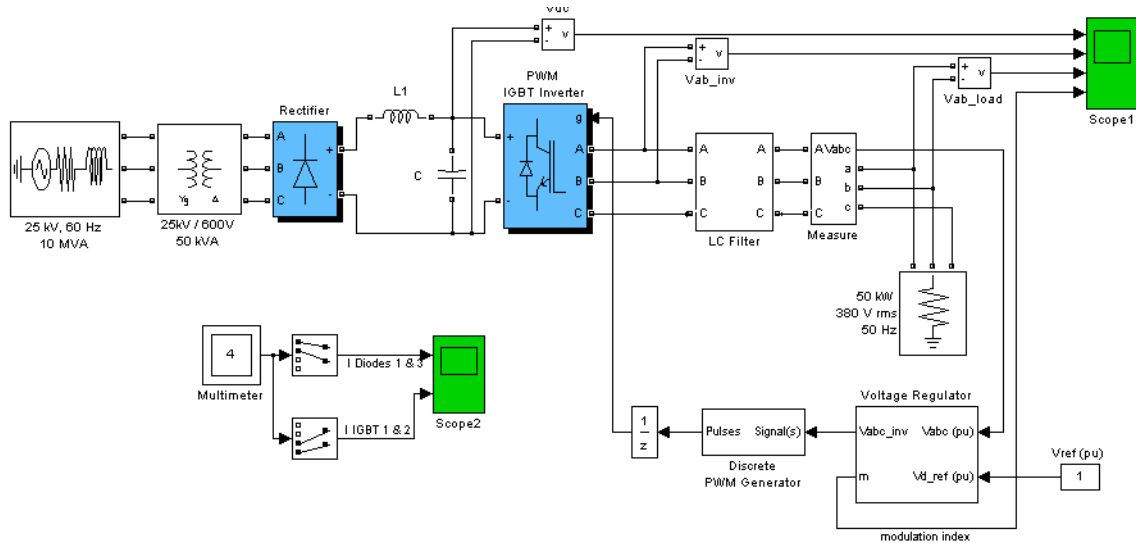 Vdc
+
-
v
+
-
v
Vab_inv
+
-
v
Vab_load
Scope1
PWM
IGBT Inverter
L1
Rectifier
A
B
C
+
-
C
+
-
g
A
B
C
A
B
C
A
B
C
LC Filter
A
B
C
Vabc
a
b
c
Measure
Yg
Δ
25 kV, 60 Hz
10 MVA
25kV / 600V
50 kVA
50 kW
380 V rms
50 Hz
4
Multimeter
I Diodes 1 & 3
I IGBT 1 & 2
Scope2
1
z
Pulses
Signal(s)
Discrete
PWM Generator
Voltage Regulator
Vabc_inv
Vabc (pu)
m
Vd_ref (pu)
Vref (pu)
1
modulation index